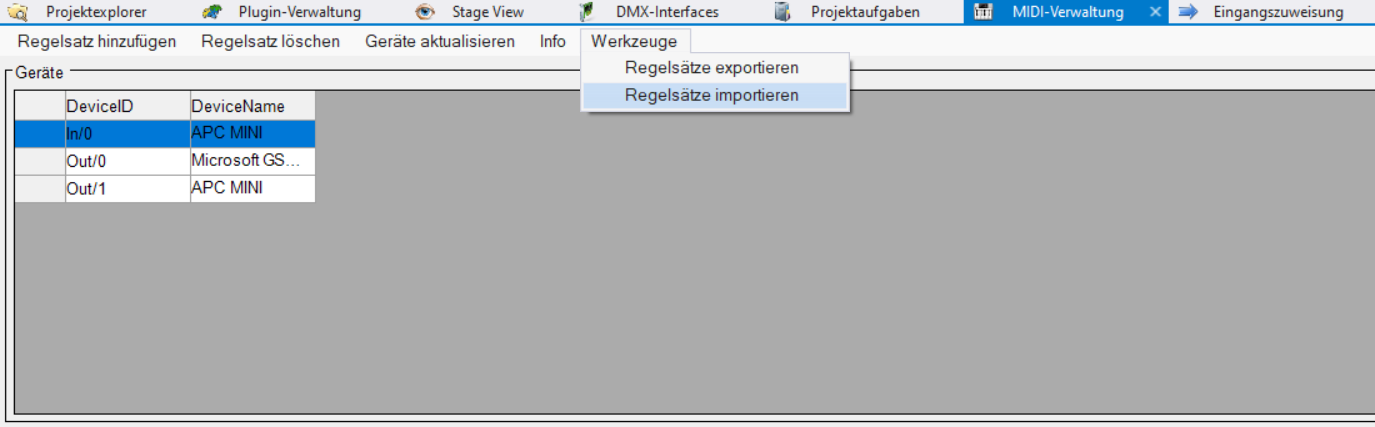 Projektexplorer Plugin-Verwaltung Stage View DMX-Interfaces Projektaufgaben MIDI-Verwaltung Eingangszuweisung
Regelsatz hinzufügen Regelsatz löschen Geräte aktualisieren Info Werkzeuge
Regelsätze exportieren
Regelsätze importieren
Geräte
DeviceID DeviceName
In/0 APC MINI
Out/0 Microsoft GS...
Out/1 APC MINI